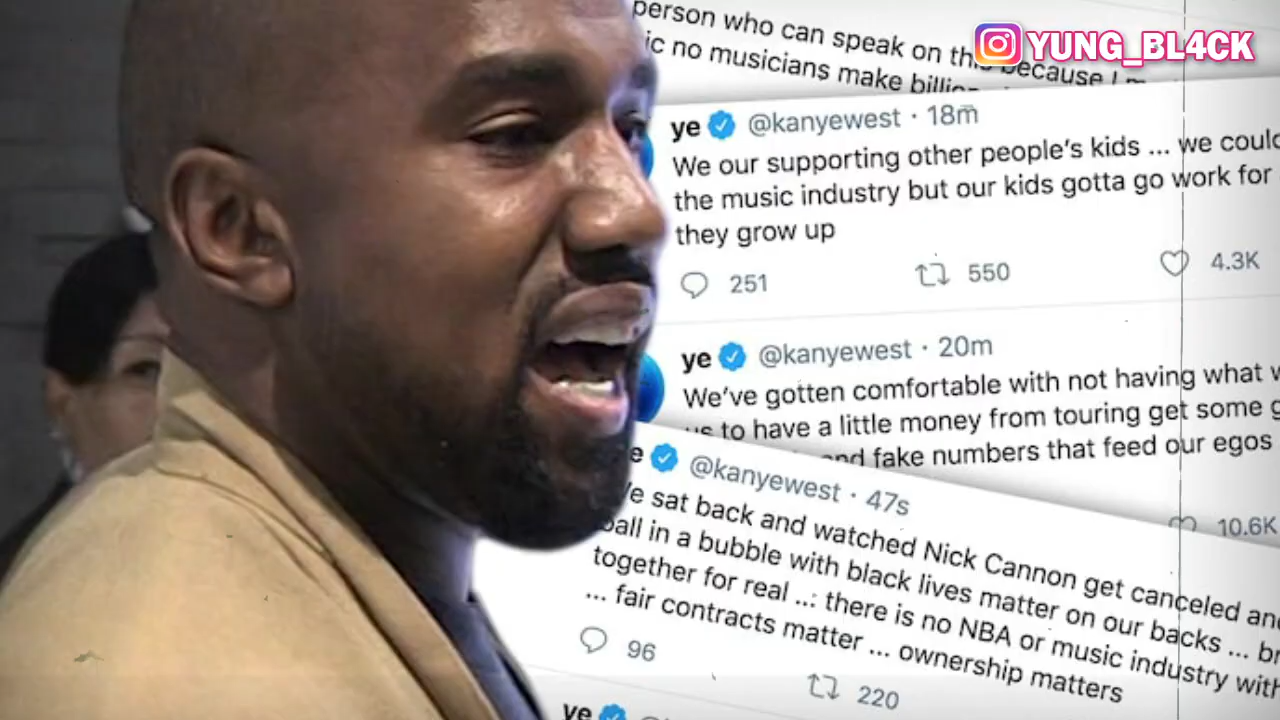 YUNG_BL4CK
person who can speak on this because I
ic no musicians make
ye @kanyewest · 18m
We our supporting other people's kids ... we could
the music industry but our kids gotta go work for
they grow up
251 550 4.3K
ye @kanyewest · 20m
We've gotten comfortable with not having what
us to have a little money from touring get some
and fake numbers that feed our egos
10.6K
@kanyewest · 47s
We sat back and watched Nick Cannon get canceled and
ball in a bubble with black lives matter on our backs ...
together for real ..: there is no NBA or music industry
... fair contracts matter ... ownership matters
96 220
ye